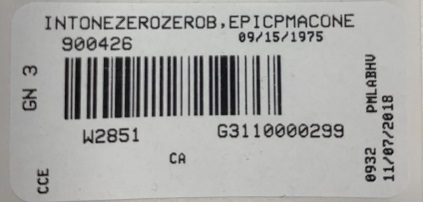 INTONEZEROZEROB,EPICPMACONE
900426
09/15/1975
GN 3
W2851
G3110000299
CA
CCE
0932 PMLABHV
11/07/2018